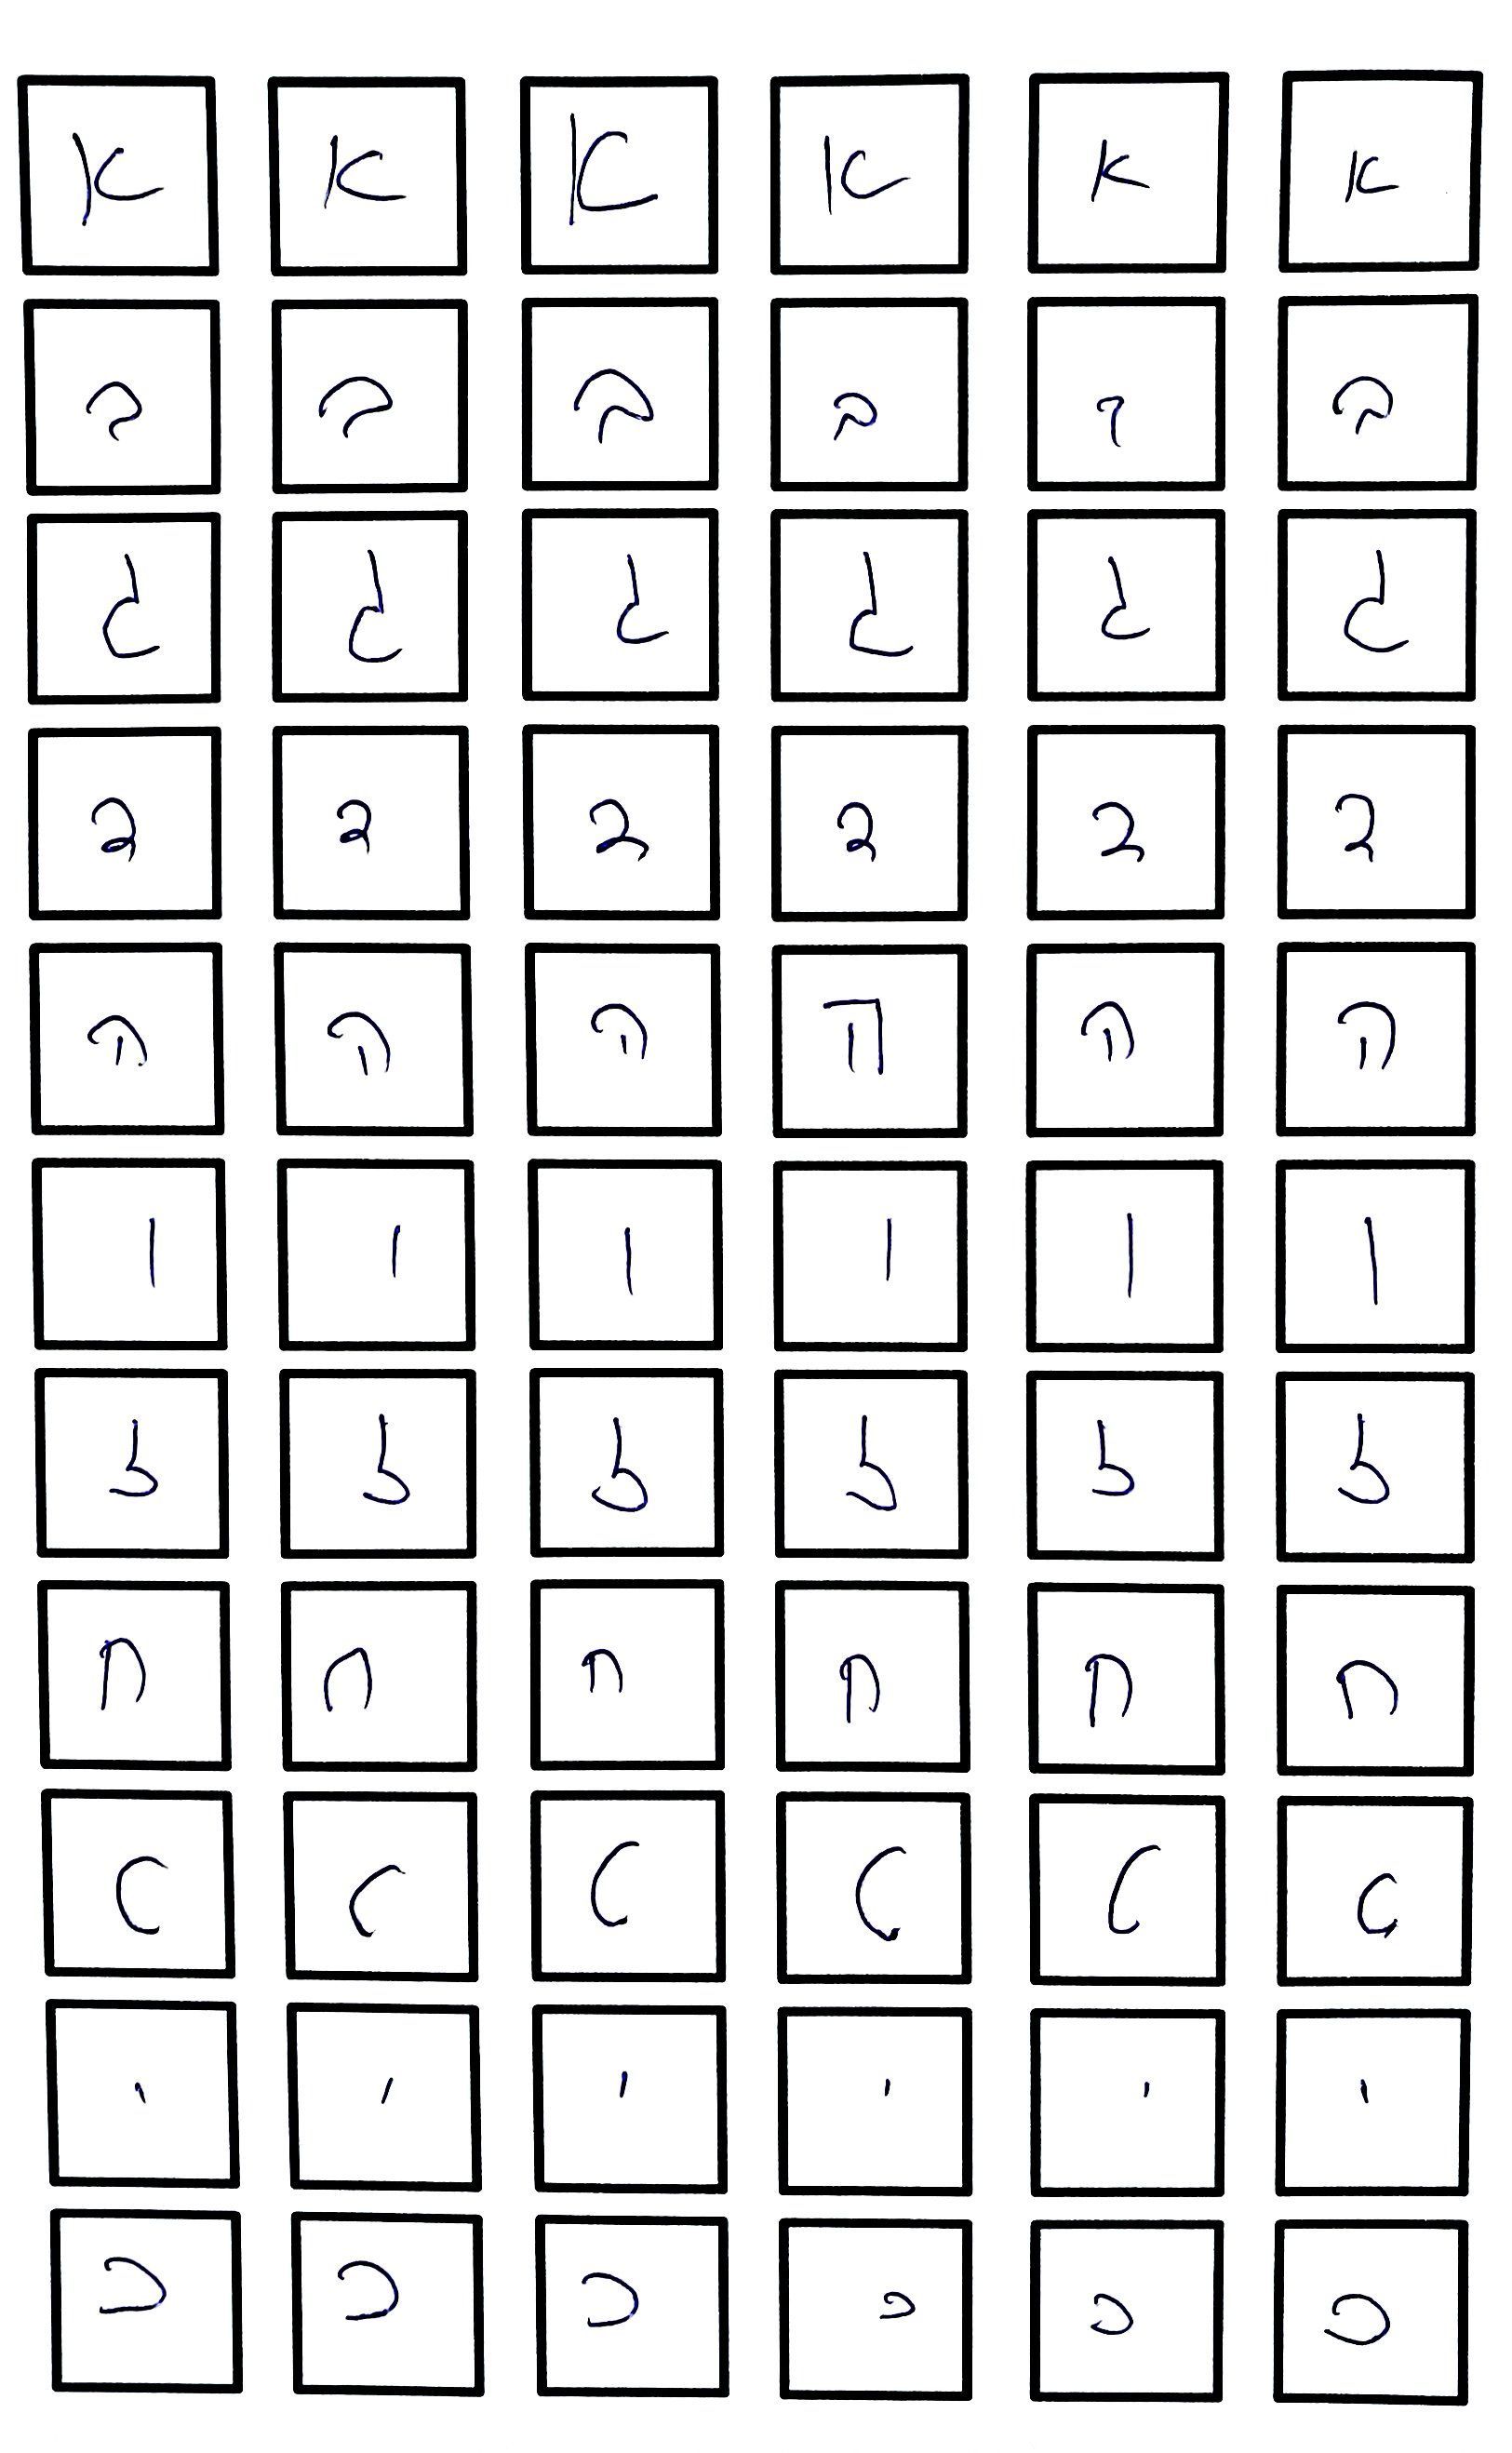 א א א א א א
ב ב ב ב ב ב
ג ג ג ג ג ג
ד ד ד ד ד ד
ה ה ה ה ה ה
ו ו ו ו ו ו
ז ז ז ז ז ז
ח ח ח ח ח ח
ט ט ט ט ט ט
י י י י י י
כ כ כ כ כ כ